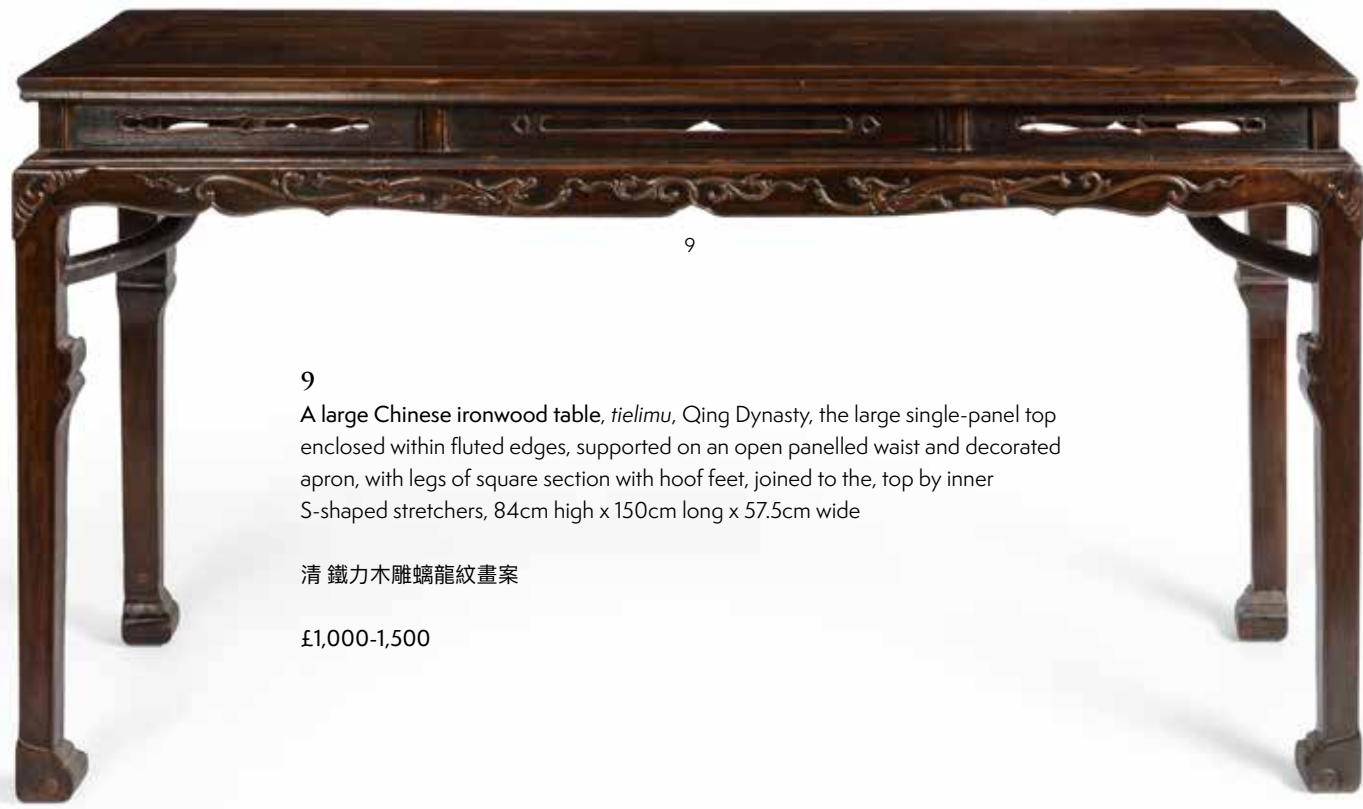 9
9
A large Chinese ironwood table, tielimu, Qing Dynasty, the large single-panel top
enclosed within fluted edges, supported on an open panelled waist and decorated
apron, with legs of square section with hoof feet, joined to the, top by inner
S-shaped stretchers, 84cm high x 150cm long x 57.5cm wide
清 鐵力木雕螭龍紋畫案
£1,000-1,500